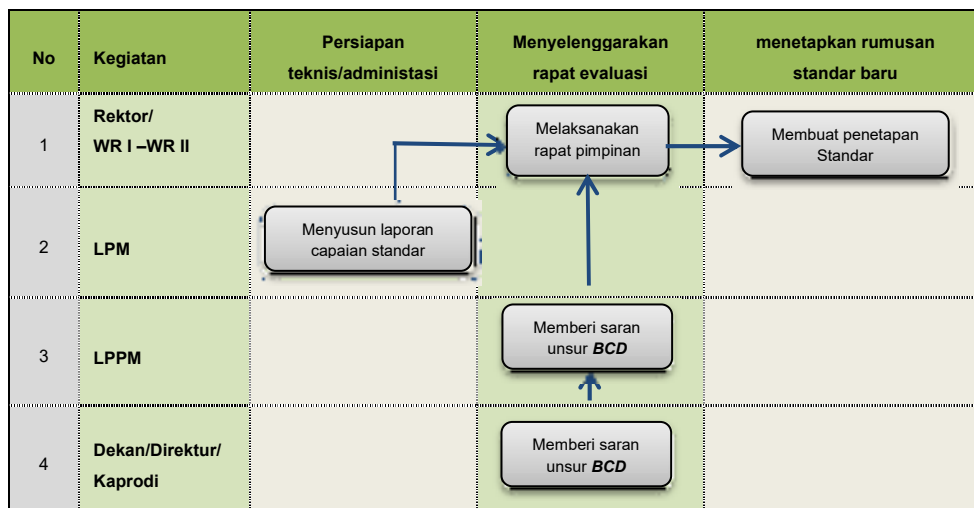 No
Kegiatan
Persiapan
teknis/administasi
Menyelenggarakan
rapat evaluasi
menetapkan rumusan
standar baru
1
Rektor/
WR I –WR II
Melaksanakan
rapat pimpinan
Membuat penetapan
Standar
2
LPM
Menyusun laporan
capaian standar
3
LPPM
Memberi saran
unsur BCD
4
Dekan/Direktur/
Kaprodi
Memberi saran
unsur BCD